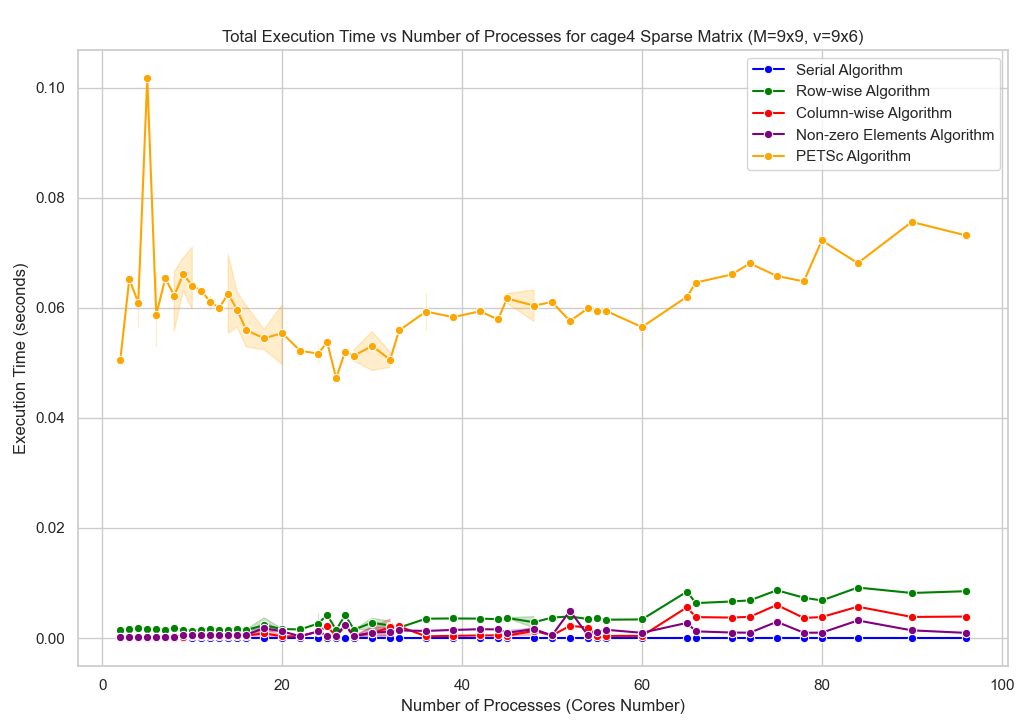 Total Execution Time vs Number of Processes for cage4 Sparse Matrix (M=9x9, v=9x6)
Serial Algorithm
Row-wise Algorithm
Column-wise Algorithm
Non-zero Elements Algorithm
PETSc Algorithm
Execution Time (seconds)
0.10
0.08
0.06
0.04
0.02
0.00
0 20 40 60 80 100
Number of Processes (Cores Number)